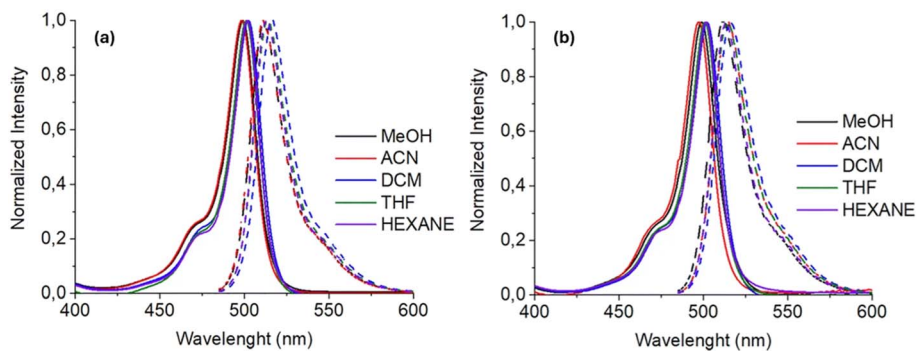 (a)
Normalized Intensity
1,0
0,8
0,6
0,4
0,2
0,0
400
450
500
550
600
Wavelenght (nm)
MeOH
ACN
DCM
THF
HEXANE
(b)
Normalized Intensity
1,0
0,8
0,6
0,4
0,2
0,0
400
450
500
550
600
Wavelenght (nm)
MeOH
ACN
DCM
THF
HEXANE